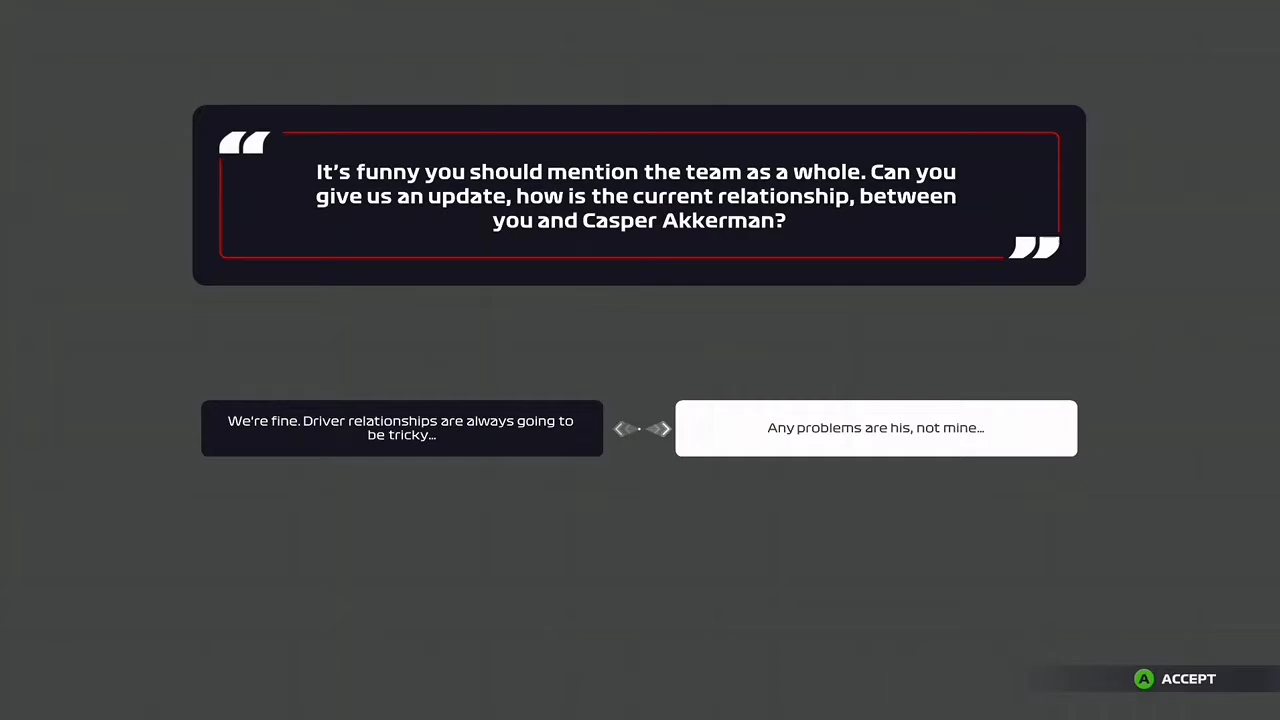 It's funny you should mention the team as a whole. Can you
give us an update, how is the current relationship, between
you and Casper Akkerman?
We're fine. Driver relationships are always going to
be tricky...
Any problems are his, not mine...
A ACCEPT